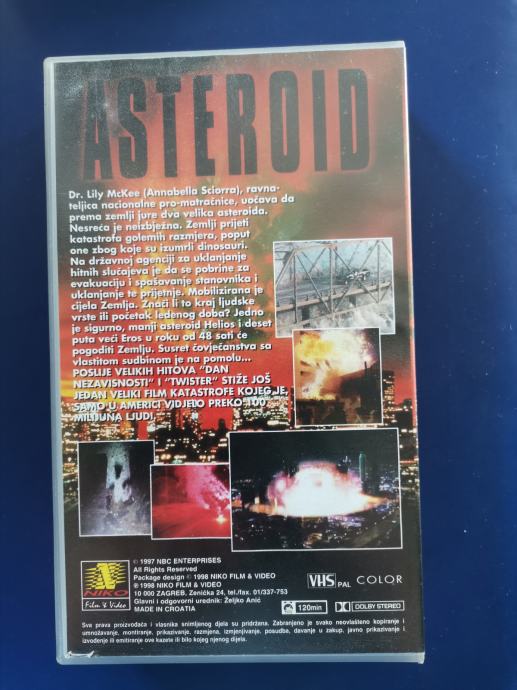 ASTEROID
Dr. Lily McKee (Annabella Sciorra), ravna-
teljica nacionalne pro-matračnice, uočava da
prema zemlji jure dva velika asteroida.
Nesreća je neizbježna. Zemlji prijeti
katastrofa golemih razmjera, poput
one zbog koje su izumrli dinosauri.
Na državnoj agenciji za uklanjanje
hitnih slučajeva je da se pobrine za
evakuaciju i spašavanje stanovnika i
uklanjanje te prijetnje. Mobilizirana je
cijela Zemlja. Znači li to kraj ljudske
vrste ili početak ledenog doba? Jedno
je sigurno, manji asteroid Helios i deset
puta veći Eros u roku od 48 sati će
pogoditi Zemlju. Susret čovječanstva sa
vlastitom sudbinom je na pomolu...
POSLIJE VELIKIH HITOVA "DAN
NEZAVISNOSTI" I "TWISTER" STIŽE JOŠ
JEDAN VELIKI FILM KATASTROFE KOJEG JE
SAMO U AMERICI VIDJELO PREKO 100
MILIJUNA LJUDI.
NIKO
Film & Video
© 1997 NBC ENTERPRISES
All Rights Reserved
Package design © 1998 NIKO FILM & VIDEO
℗ 1998 NIKO FILM & VIDEO
10 000 ZAGREB, Zenička 24, tel./fax. 01/337-753
Glavni i odgovorni urednik: Željko Anić
MADE IN CROATIA
VHS PAL COLOR
120min DOLBY STEREO
Sva prava proizvođača i vlasnika snimljenog djela su pridržana. Zabranjeno je svako neovlašteno kopiranje i
umnožavanje, montiranje, prikazivanje, razmjena, izmjenjivanje, posudba, davanje u zakup, javno prikazivanje i
izvođenje ili emitiranje ove kasete ili bilo kojeg njenog dijela.